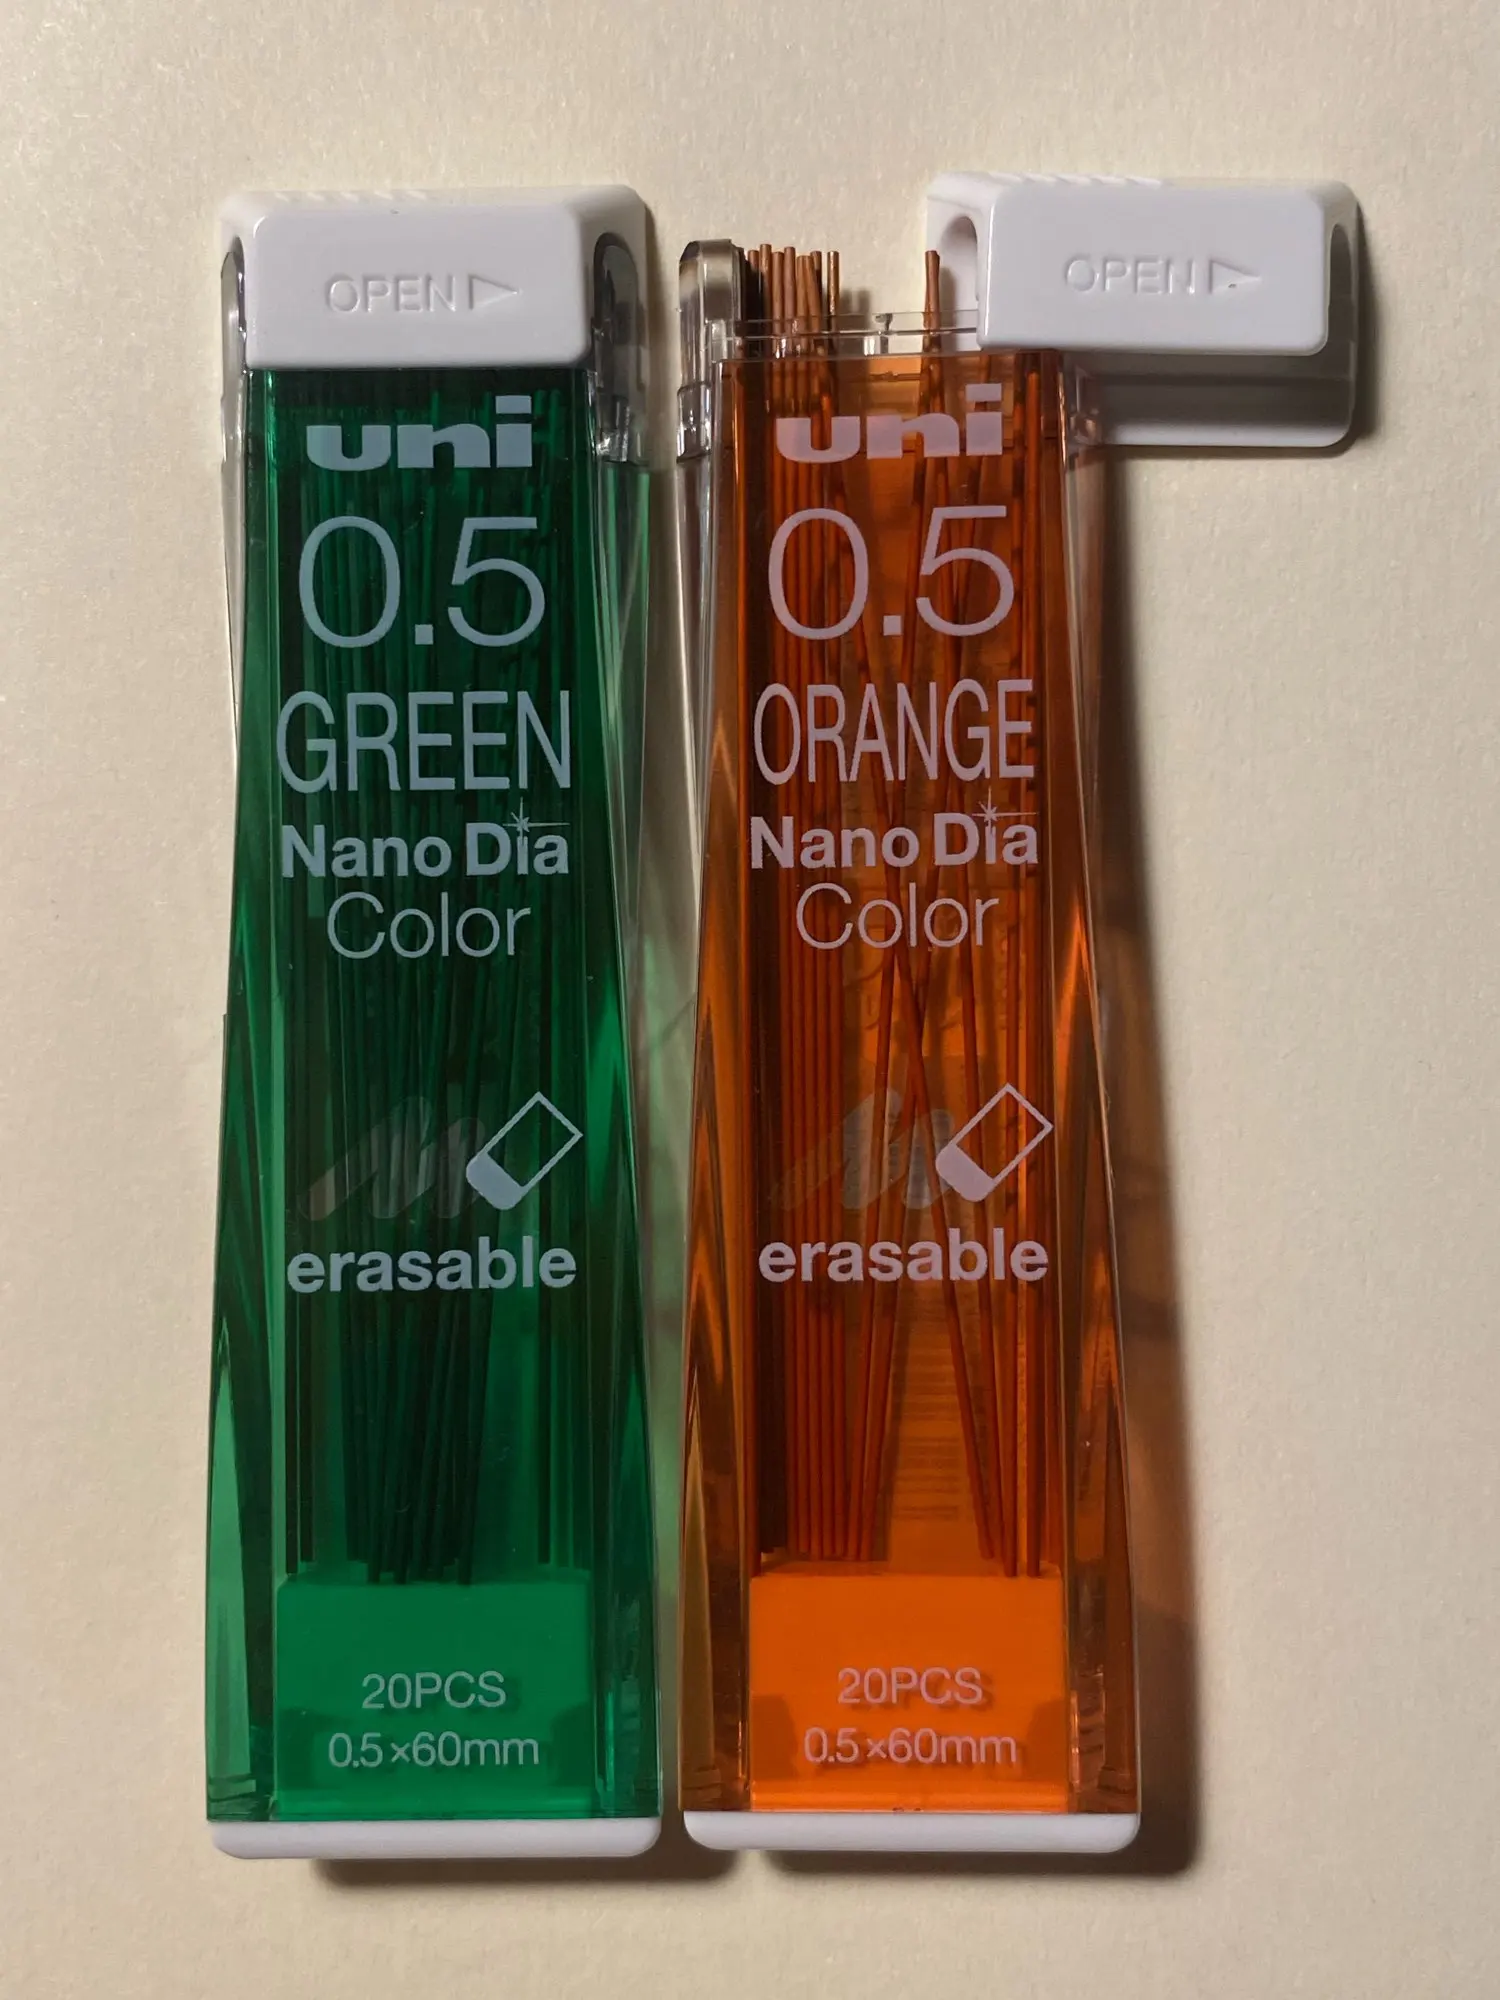 OPEN
uni
0.5
GREEN
Nano Dia
Color
erasable
20PCS
0.5×60mm
OPEN
uni
0.5
ORANGE
Nano Dia
Color
erasable
20PCS
0.5×60mm